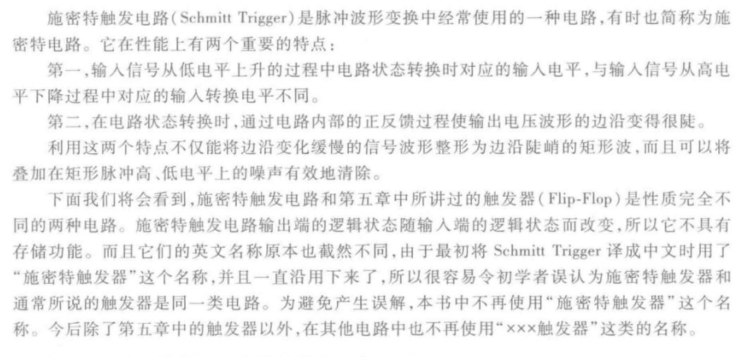 施密特触发电路(Schmitt Trigger)是脉冲波形变换中经常使用的一种电路,有时也简称为施
密特电路。它在性能上有两个重要的特点:
第一,输入信号从低电平上升的过程中电路状态转换时对应的输入电平,与输入信号从高电
平下降过程中对应的输入转换电平不同。
第二,在电路状态转换时,通过电路内部的正反馈过程使输出电压波形的边沿变得很陡。
利用这两个特点不仅能将边沿变化缓慢的信号波形整形为边沿陡峭的矩形波,而且可以将
叠加在矩形脉冲高、低电平上的噪声有效地清除。
下面我们将会看到,施密特触发电路和第五章中所讲过的触发器(Flip-Flop)是性质完全不
同的两种电路。施密特触发电路输出端的逻辑状态随输入端的逻辑状态而改变,所以它不具有
存储功能。而且它们的英文名称原本也截然不同,由于最初将 Schmitt Trigger 译成中文时用了
“施密特触发器”这个名称,并且一直沿用下来了,所以很容易令初学者误认为施密特触发器和
通常所说的触发器是同一类电路。为避免产生误解,本书中不再使用“施密特触发器”这个名
称。今后除了第五章中的触发器以外,在其他电路中也不再使用“×××触发器”这类的名称。